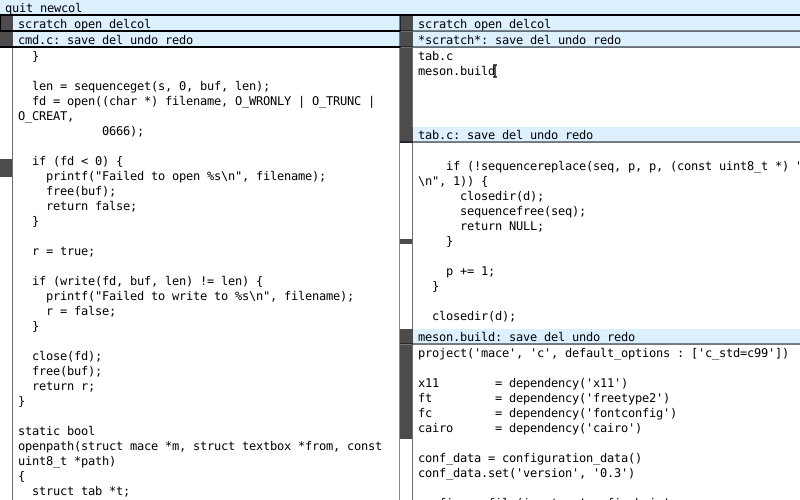 quit newcol
scratch open delcol
cmd.c: save del undo redo
  }

  len = sequenceget(s, 0, buf, len);
  fd = open((char *) filename, O_WRONLY | O_TRUNC |
O_CREAT,
            0666);

  if (fd < 0) {
    printf("Failed to open %s\n", filename);
    free(buf);
    return false;
  }

  r = true;

  if (write(fd, buf, len) != len) {
    printf("Failed to write to %s\n", filename);
    r = false;
  }

  close(fd);
  free(buf);
  return r;
}

static bool
openpath(struct mace *m, struct textbox *from, const
uint8_t *path)
{
  struct tab *t;
scratch open delcol
*scratch*: save del undo redo
tab.c
meson.build
tab.c: save del undo redo

    if (!sequencereplace(seq, p, p, (const uint8_t *) "
\n", 1)) {
      closedir(d);
      sequencefree(seq);
      return NULL;
    }

    p += 1;
  }

  closedir(d);
meson.build: save del undo redo
project('mace', 'c', default_options : ['c_std=c99'])

x11        = dependency('x11')
ft         = dependency('freetype2')
fc         = dependency('fontconfig')
cairo      = dependency('cairo')

conf_data = configuration_data()
conf_data.set('version', '0.3')